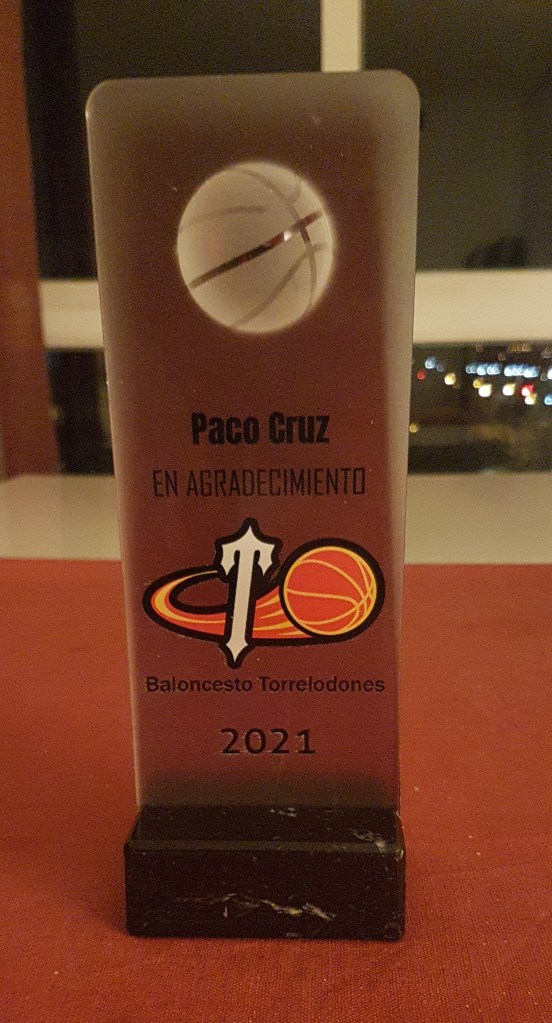 Paco Cruz
EN AGRADECIMIENTO
T
Baloncesto Torrelodones
2021